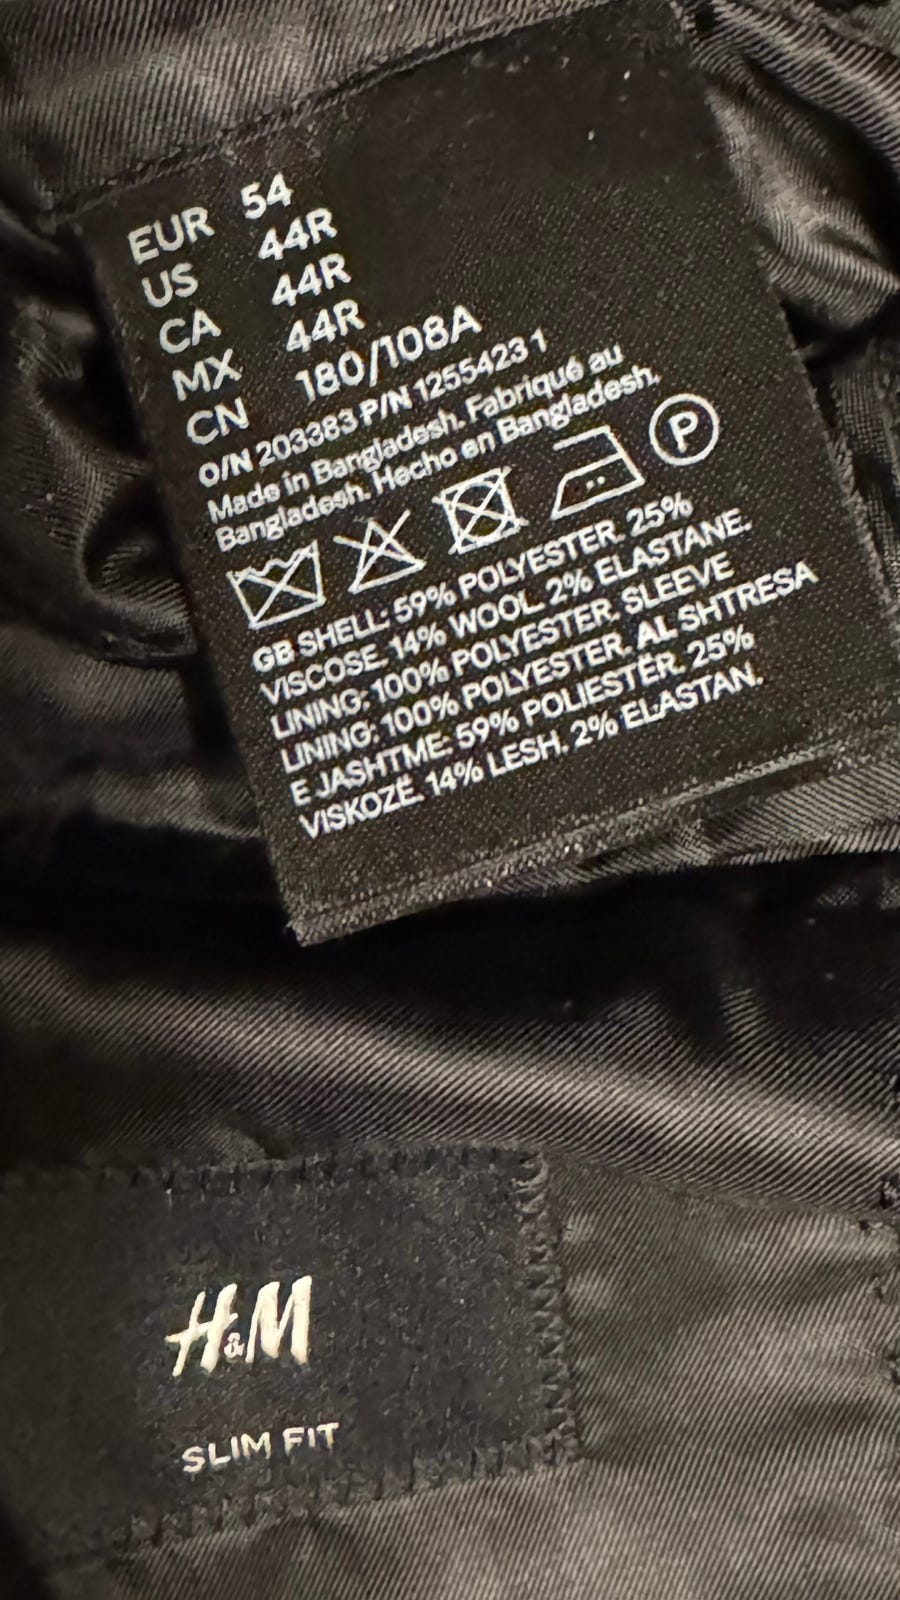 EUR 54
US 44R
CA 44R
MX 44R
CN 180/108A
O/N 203383 P/N 12554231
Made in Bangladesh. Fabriqué au
Bangladesh. Hecho en Bangladesh.
P
GB SHELL: 59% POLYESTER. 25%
VISCOSE. 14% WOOL. 2% ELASTANE.
LINING: 100% POLYESTER. SLEEVE
LINING: 100% POLYESTER. AL SHTRESA
E JASHTME: 59% POLIESTËR. 25%
VISKOZË. 14% LESH. 2% ELASTAN.
H&M
SLIM FIT